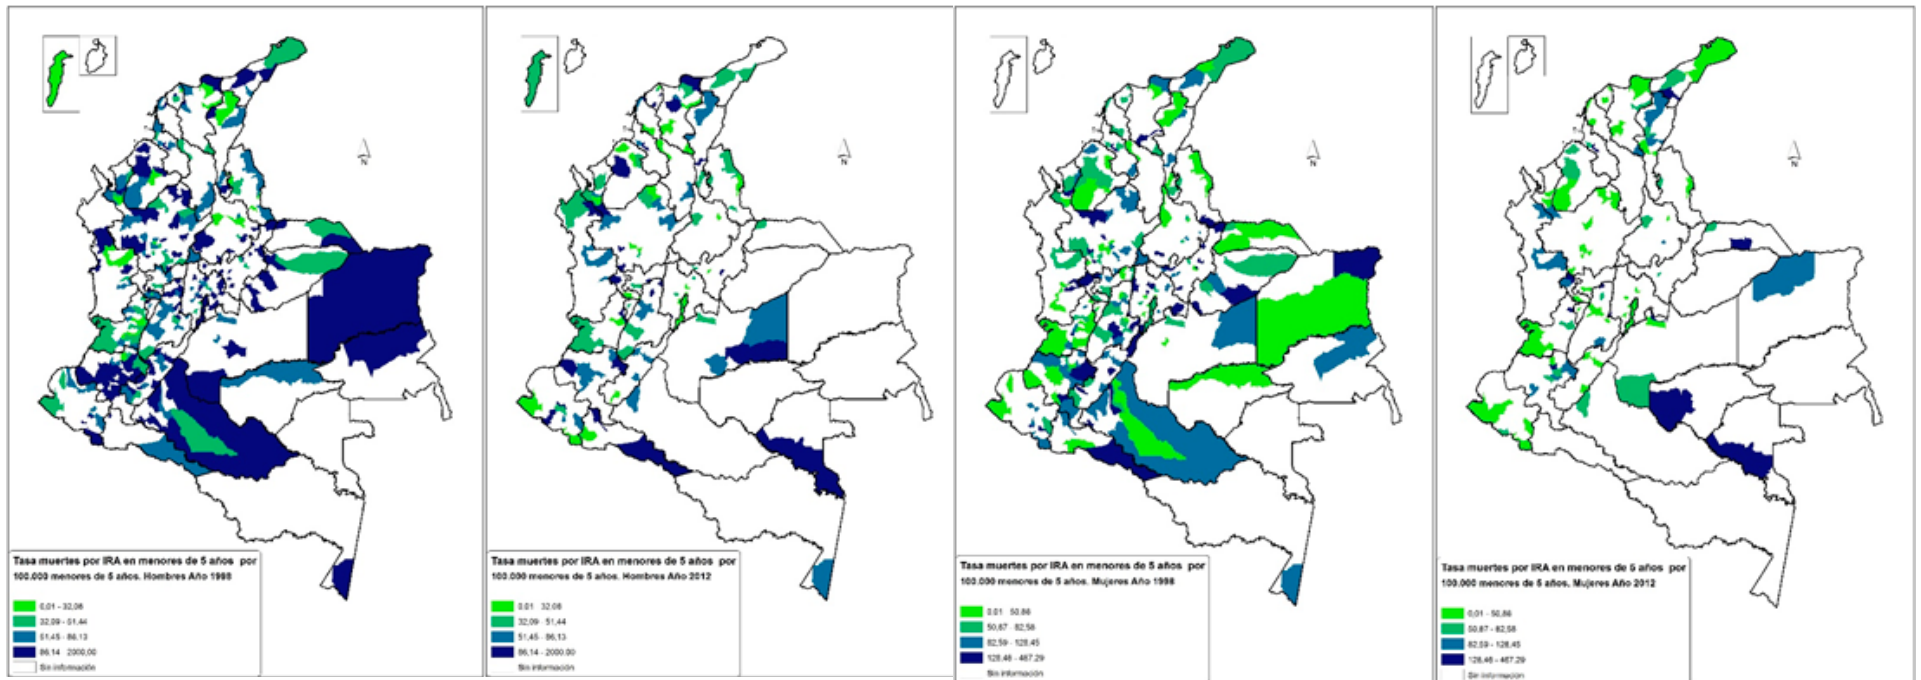 N
Tasa muertes por IRA en menores de 5 años por
100.000 menores de 5 años. Hombres Año 1998
0,01 - 32,08
32,09 - 51,44
51,45 - 86,13
86,14 2000,00
Sin información
N
Tasa muertes por IRA en menores de 5 años por
100.000 menores de 5 años. Hombres Año 2012
0.01 32.08
32,09 - 51,44
51,45 - 86,13
86,14 - 2000.00
Sin información
N
Tasa muertes por IRA en menores de 5 años por
100.000 menores de 5 años. Mujeres Año 1998
0.01 50,86
50,87 - 82,58
82,59 - 128,45
128,46 - 467,29
Sin información
N
Tasa muertes por IRA en menores de 5 años por
100.000 menores de 5 años. Mujeres Año 2012
0,01 - 50,86
50,87 - 82,58
82,59 - 128,45
128,46 - 467,29
Sin información